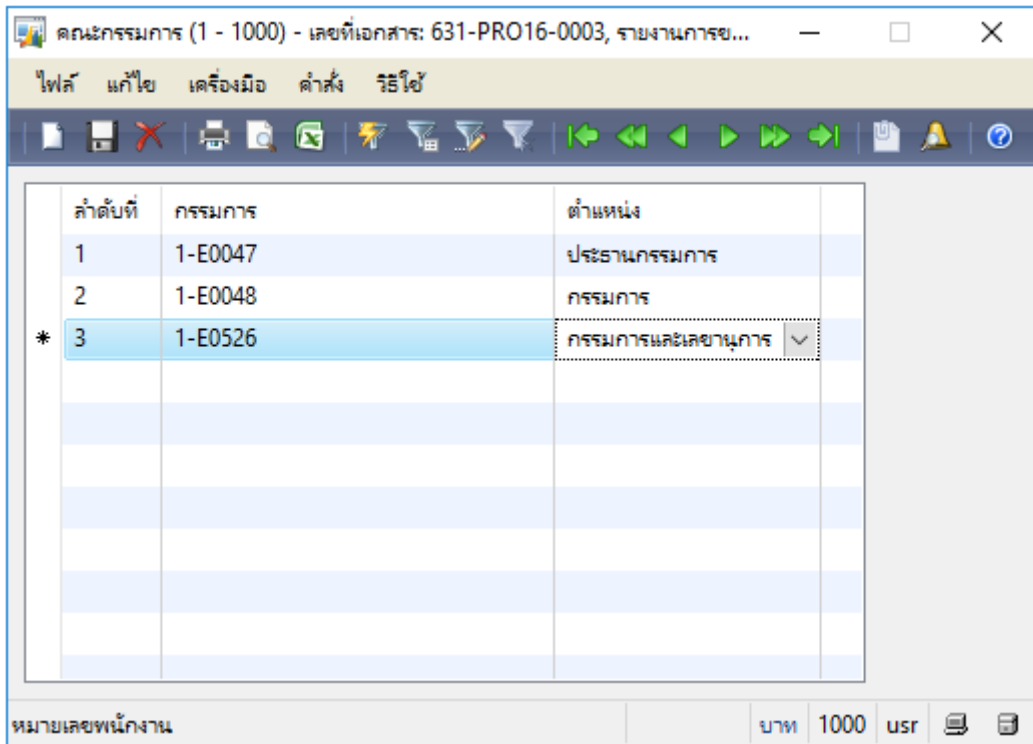 คณะกรรมการ (1 - 1000) - เลขที่เอกสาร: 631-PRO16-0003, รายงานการข...
ไฟล์ แก้ไข เครื่องมือ คำสั่ง วิธีใช้
ลำดับที่ กรรมการ ตำแหน่ง
1 1-E0047 ประธานกรรมการ
2 1-E0048 กรรมการ
* 3 1-E0526 กรรมการและเลขานุการ
หมายเลขพนักงาน บาท 1000 usr